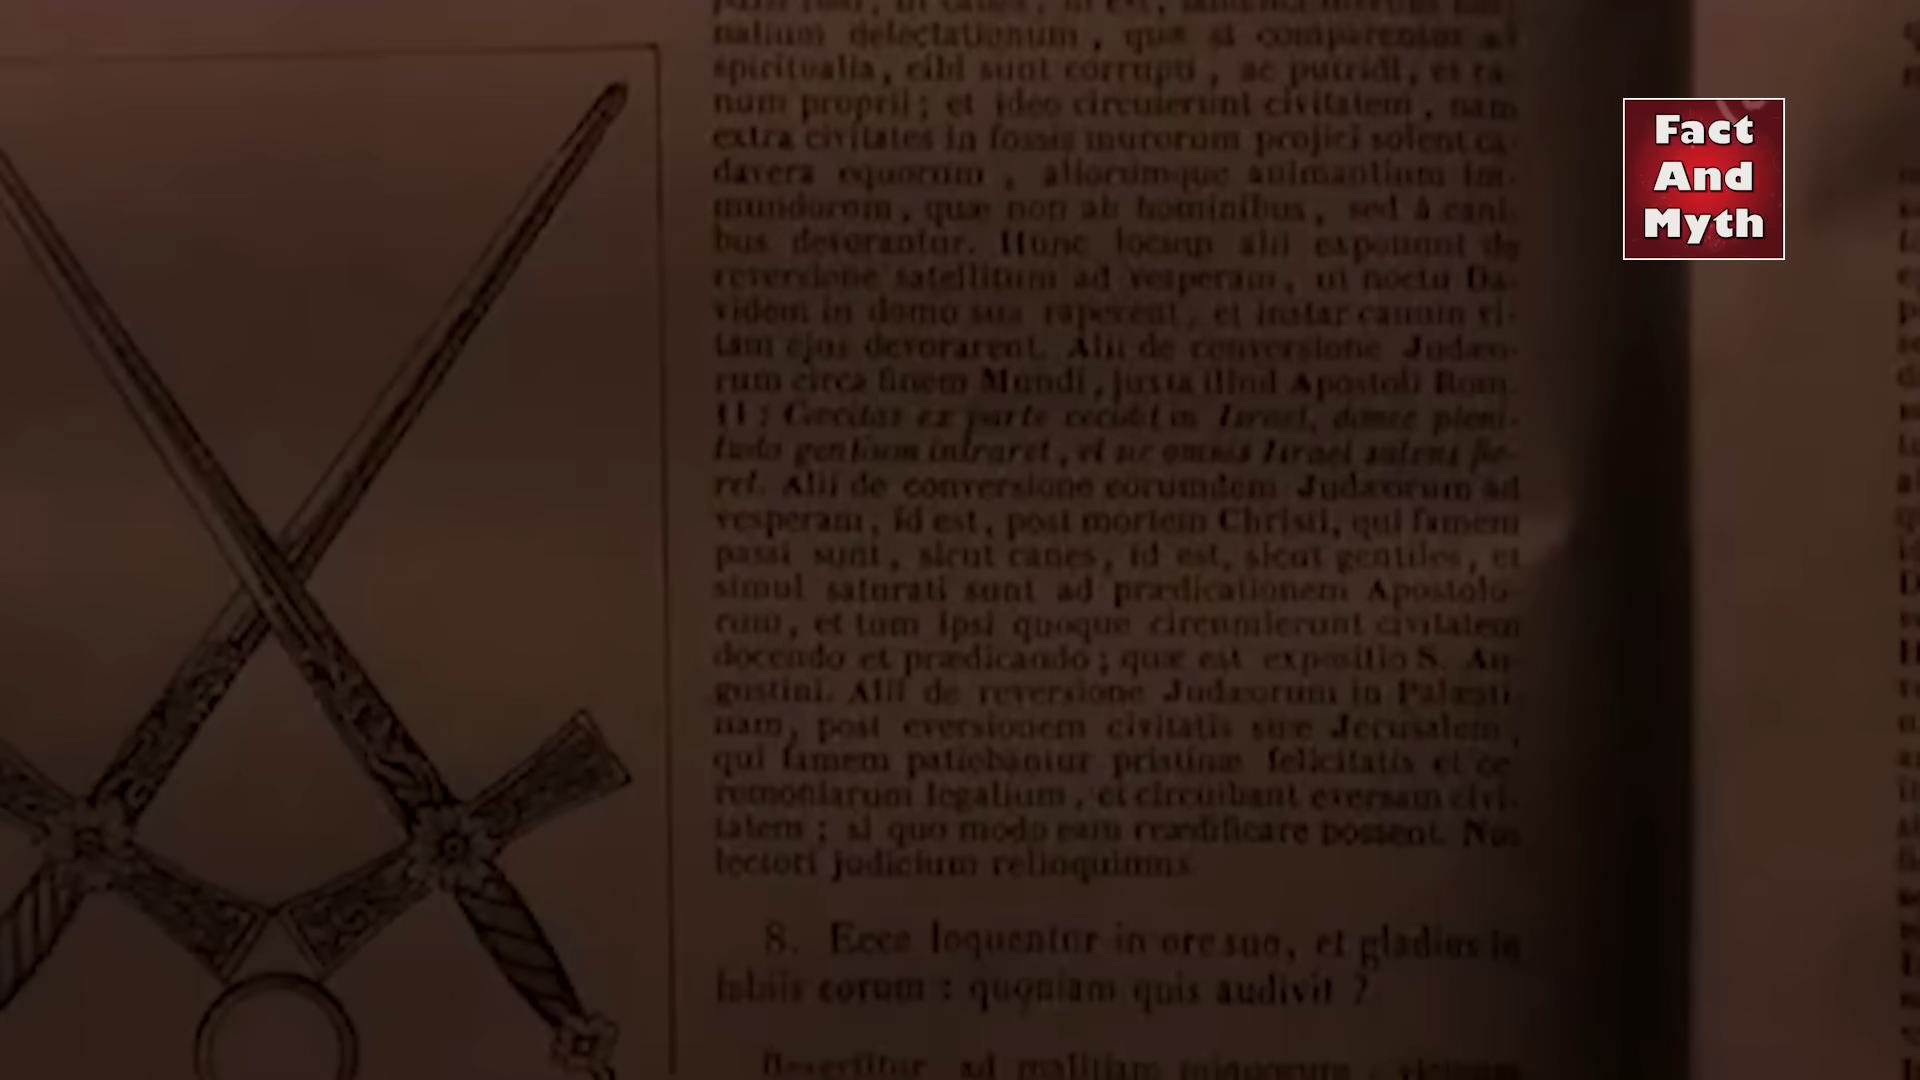 nalium delectationum, quæ si comparentur ad
spiritualia, cibi sunt corrupti, ac putridi, et ca-
num proprii; et ideo circuierunt civitatem, nam
extra civitates in fossis murorum projici solent ca-
davera equorum, aliorumque animantium im-
mundorum, quæ non ab hominibus, sed à cani-
bus devorantur. Hunc locum alii exponunt de
reversione satellitum ad vesperam, ut noctu Da-
videm in domo sua raperent, et instar canum vi-
tam ejus devorarent. Alii de conversione Judæo-
rum circa finem Mundi, juxta illud Apostoli Rom.
11: Cæcitas ex parte cecidit in Israel, donec pleni-
tudo gentium intraret, et sic omnis Israel salvus fie-
ret. Alii de conversione eorumdem Judæorum ad
vesperam, id est, post mortem Christi, qui famem
passi sunt, sicut canes, id est, sicut gentiles, et
simul saturati sunt ad prædicationem Apostolo-
rum, et tum ipsi quoque circumierunt civitatem
docendo et prædicando; quæ est expositio S. Au-
gustini. Alii de reversione Judæorum in Palæsti
nam, post eversionem civitatis suæ Jerusalem,
qui famem patiebantur pristinæ felicitatis et ce
remoniarum legalium, et circuibant eversam civi-
tatem; si quo modo eam reædificare possent. Nos
lectori judicium relinquimus
8. Ecce loquentur in ore suo, et gladius in
labiis eorum: quoniam quis audivit?
ad malitiam
Fact
And
Myth